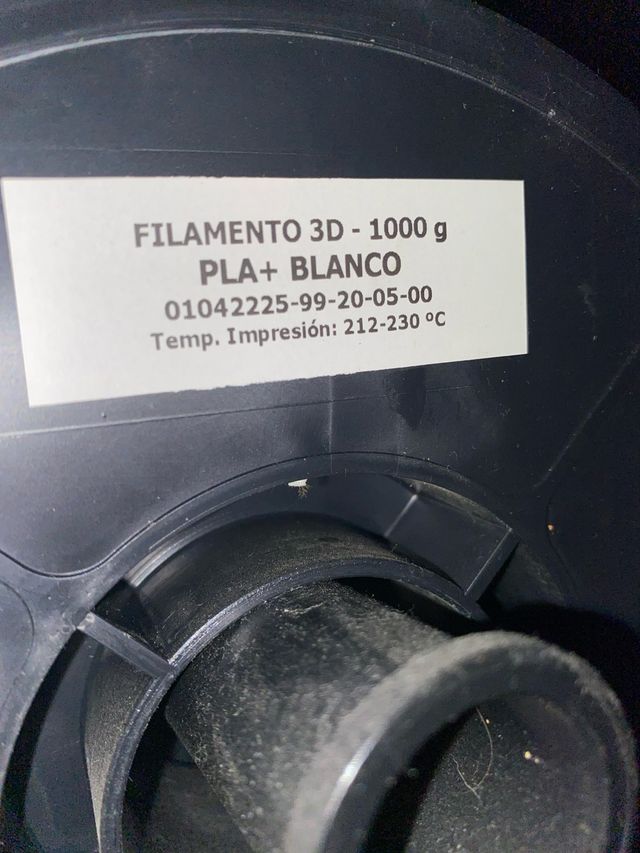 FILAMENTO 3D - 1000 g
PLA+ BLANCO
01042225-99-20-05-00
Temp. Impresión: 212-230 ºC